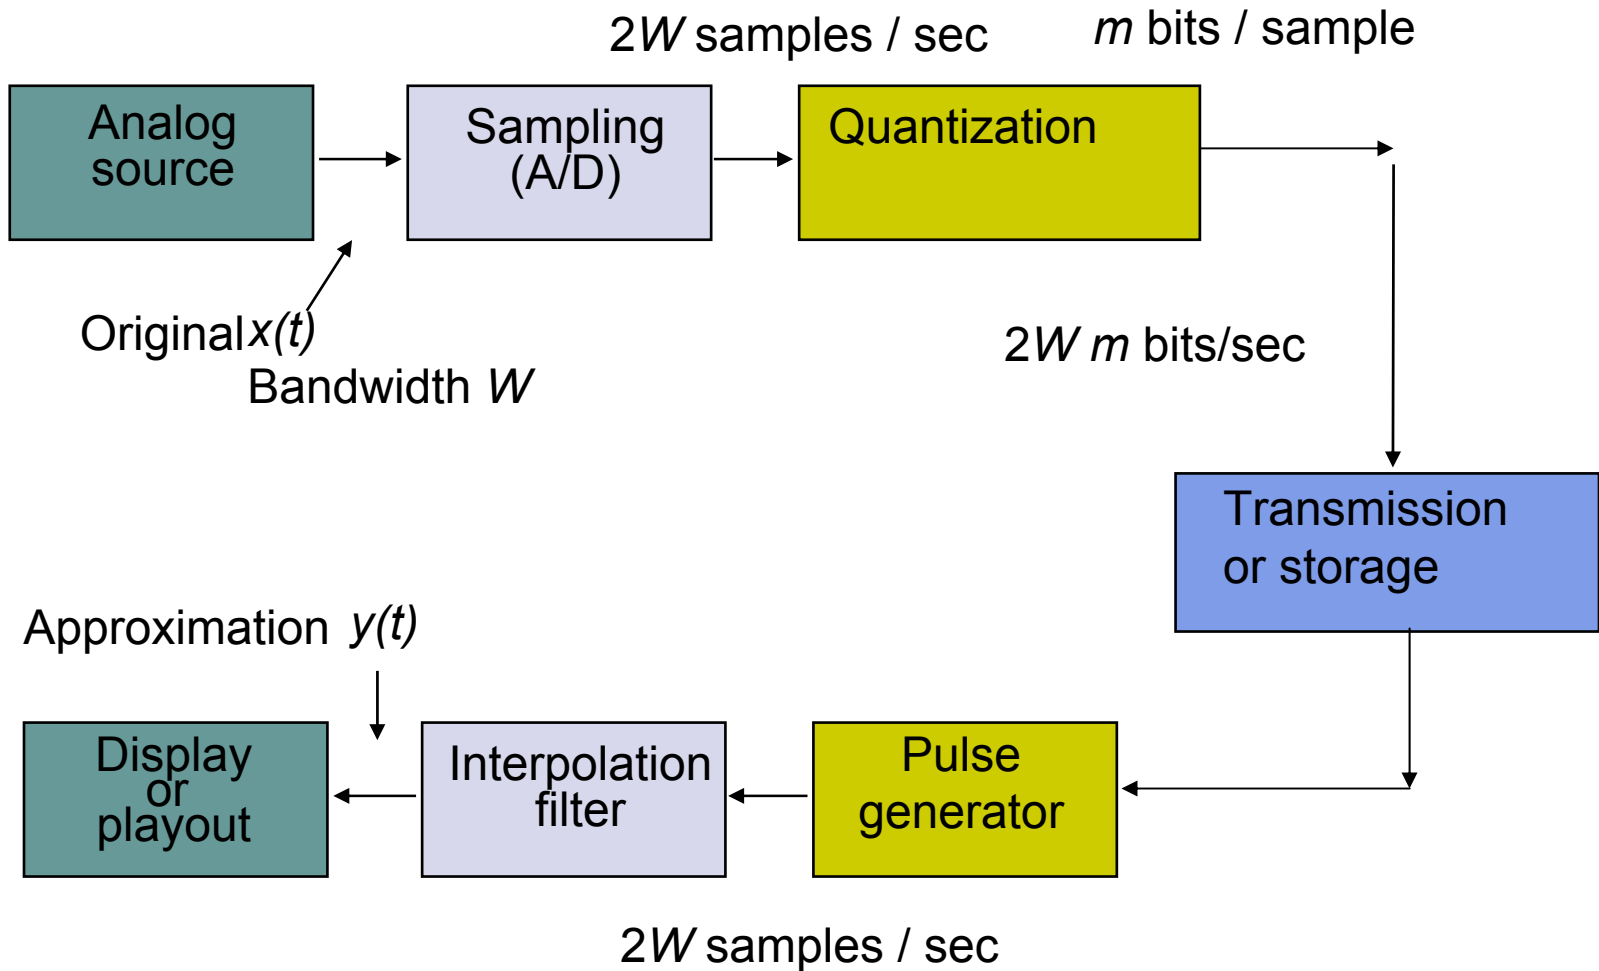 2W samples / sec
m bits / sample
Analog
source
Sampling
(A/D)
Quantization
Original x(t)
Bandwidth W
2W m bits/sec
Transmission
or storage
Approximation y(t)
Display
or
playout
Interpolation
filter
Pulse
generator
2W samples / sec